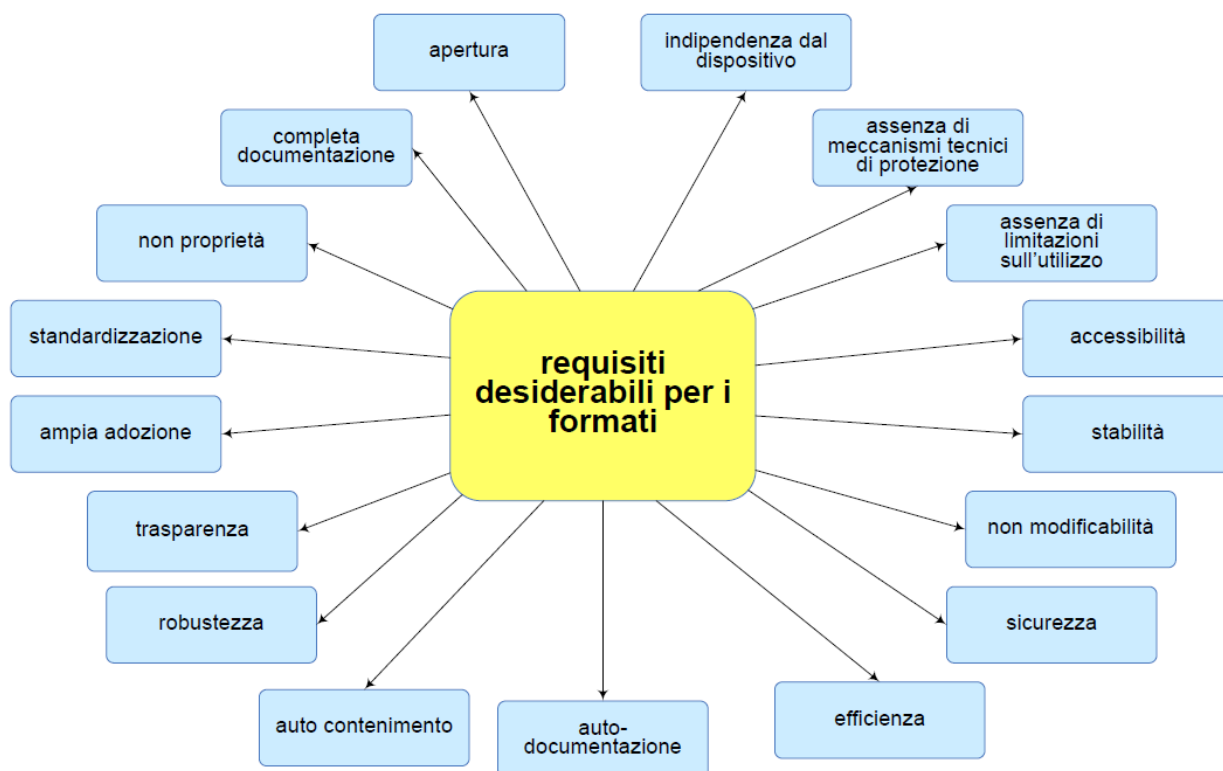 apertura
indipendenza dal
dispositivo
completa
documentazione
assenza di
meccanismi tecnici
di protezione
non proprietà
assenza di
limitazioni
sull'utilizzo
standardizzazione
requisiti
desiderabili per i
formati
accessibilità
ampia adozione
stabilità
trasparenza
non modificabilità
robustezza
sicurezza
auto contenimento
auto-
documentazione
efficienza